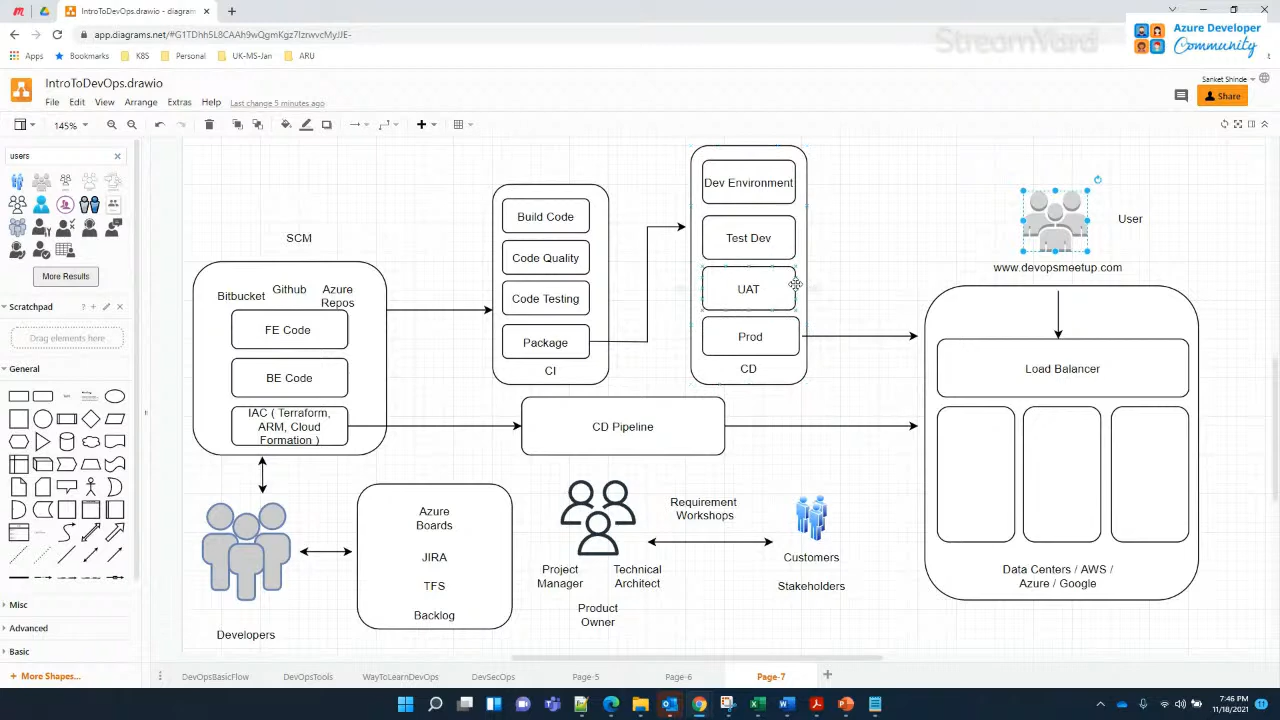 IntroToDevOps.drawio - diagram
app.diagrams.net/#G1TDhh5L8CAAh9wQgmKgz7IzrwvcMyJJE-
Apps
Bookmarks
K8S
Personal
UK-MS-Jan
ARU
StreamYard
Azure Developer
Community
IntroToDevOps.drawio
Sanket Shinde
File
Edit
View
Arrange
Extras
Help
Last change 5 minutes ago
Share
145%
users
More Results
Scratchpad
Drag elements here
General
Misc
Advanced
Basic
+ More Shapes...
SCM
Bitbucket
Github
Azure
Repos
FE Code
BE Code
IAC ( Terraform,
ARM, Cloud
Formation )
Build Code
Code Quality
Code Testing
Package
CI
Dev Environment
Test Dev
UAT
Prod
CD
CD Pipeline
User
www.devopsmeetup.com
Load Balancer
Data Centers / AWS /
Azure / Google
Developers
Azure
Boards
JIRA
TFS
Backlog
Project
Manager
Technical
Architect
Product
Owner
Requirement
Workshops
Customers
Stakeholders
DevOpsBasicFlow
DevOpsTools
WayToLearnDevOps
DevSecOps
Page-5
Page-6
Page-7
7:46 PM
11/18/2021